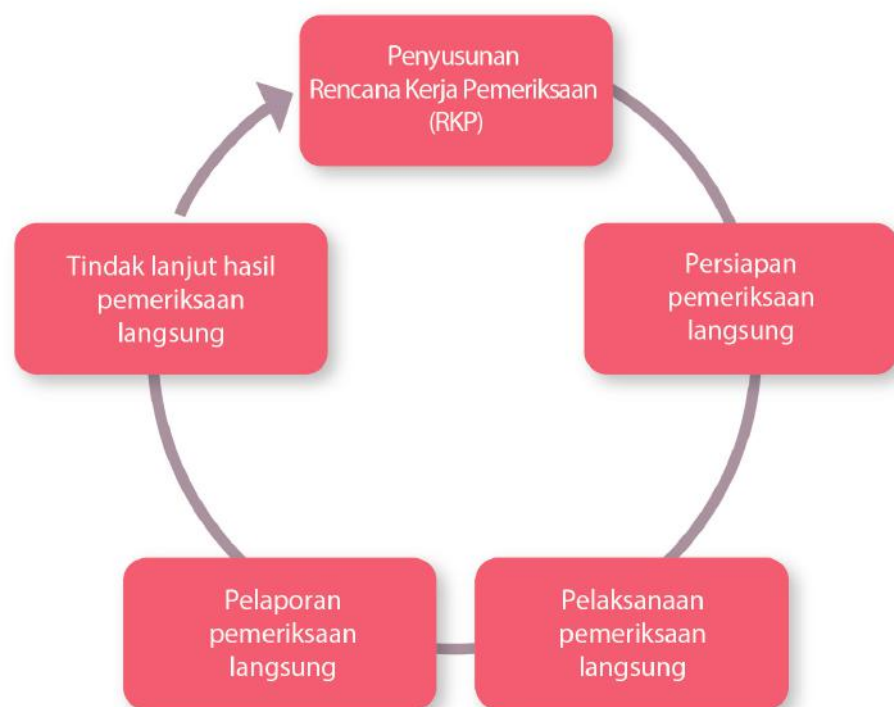 Penyusunan
Rencana Kerja Pemeriksaan
(RKP)
Persiapan
pemeriksaan
langsung
Pelaksanaan
pemeriksaan
langsung
Pelaporan
pemeriksaan
langsung
Tindak lanjut hasil
pemeriksaan
langsung